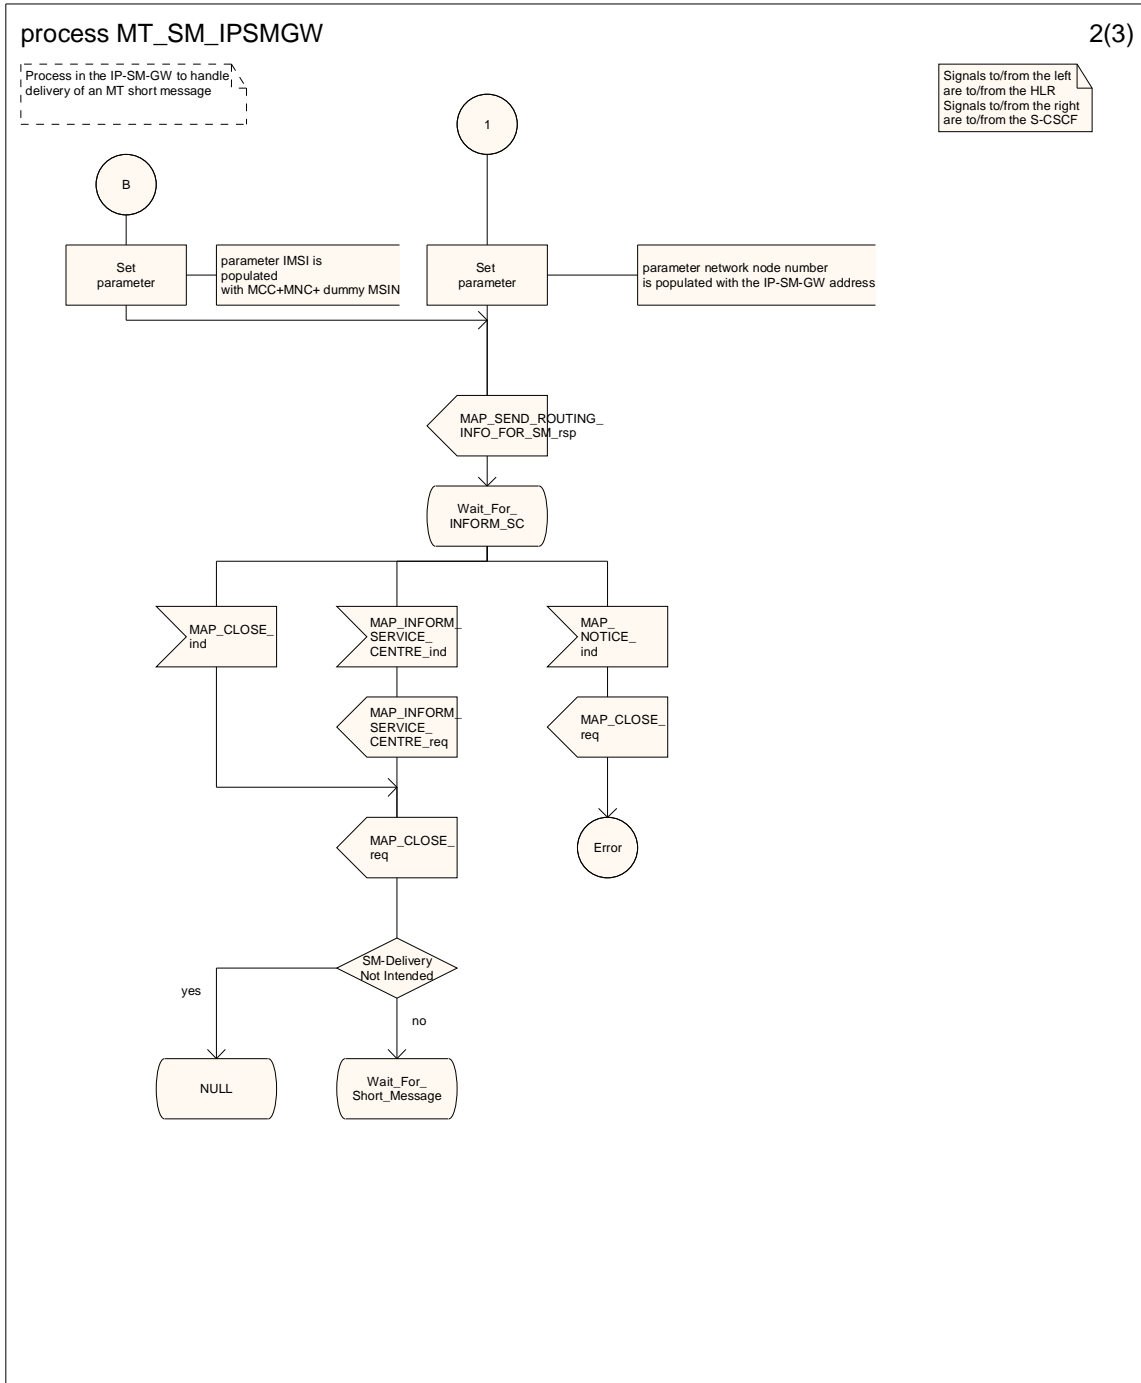 process MT_SM_IPSMGW
2(3)
Process in the IP-SM-GW to handle
delivery of an MT short message
Signals to/from the left
are to/from the HLR
Signals to/from the right
are to/from the S-CSCF
1
B
Set
parameter
parameter IMSI is
populated
with MCC+MNC+ dummy MSIN
Set
parameter
parameter network node number
is populated with the IP-SM-GW address
MAP_SEND_ROUTING_
INFO_FOR_SM_rsp
Wait_For_
INFORM_SC
MAP_CLOSE_
ind
MAP_INFORM_
SERVICE_
CENTRE_ind
MAP_
NOTICE_
ind
MAP_INFORM_
SERVICE_
CENTRE_req
MAP_CLOSE_
req
MAP_CLOSE_
req
Error
SM-Delivery
Not Intended
yes
no
NULL
Wait_For_
Short_Message